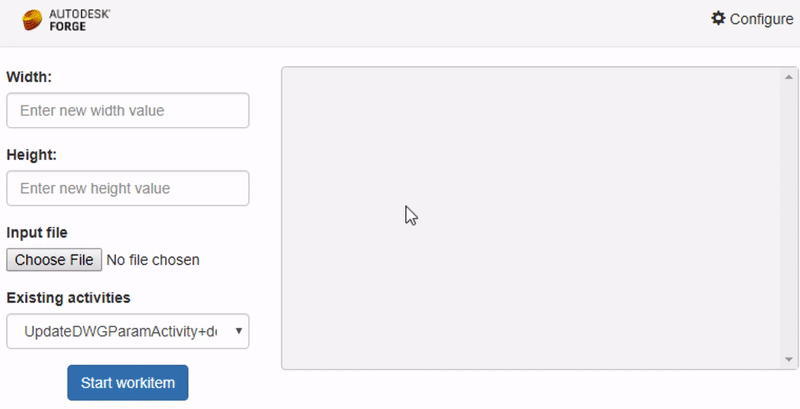 AUTODESK®
FORGE
Configure
Width:
Enter new width value
Height:
Enter new height value
Input file
Choose File No file chosen
Existing activities
UpdateDWGParamActivity+de
Start workitem